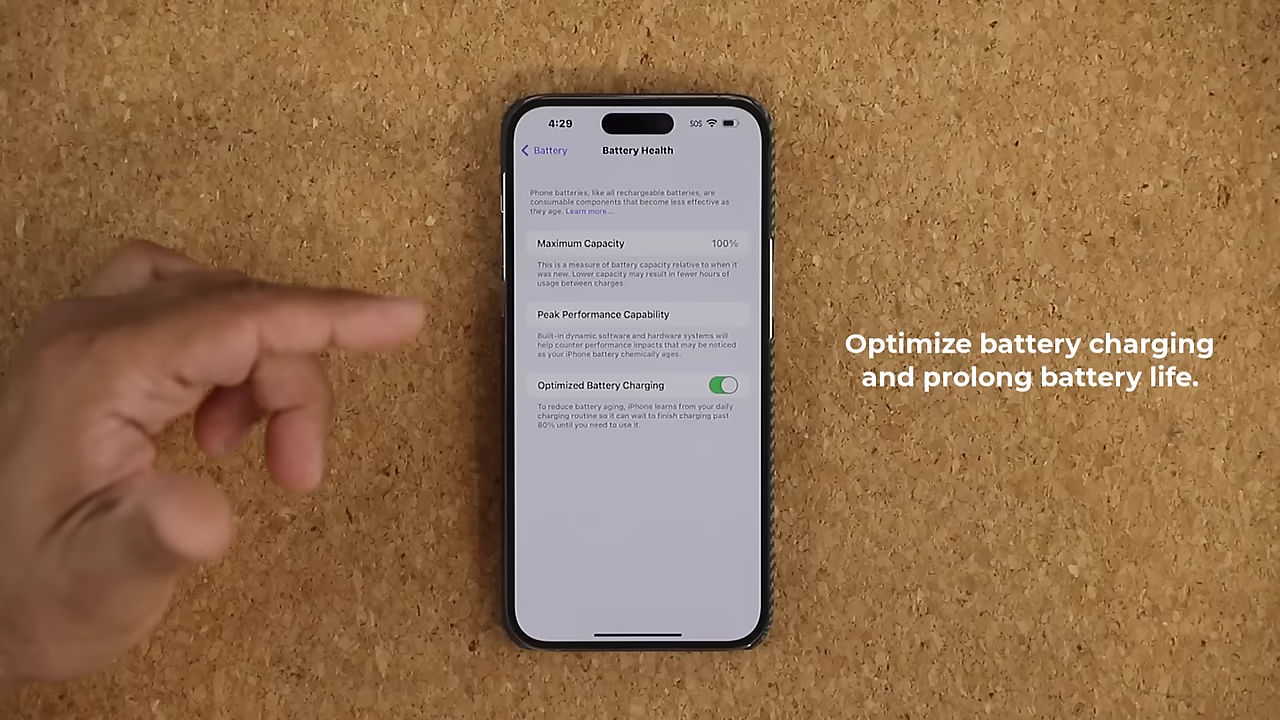 4:29
SOS
Battery
Battery Health
Phone batteries, like all rechargeable batteries, are
consumable components that become less effective as
they age. Learn more...
Maximum Capacity 100%
This is a measure of battery capacity relative to when it
was new. Lower capacity may result in fewer hours of
usage between charges.
Peak Performance Capability
Built-in dynamic software and hardware systems will
help counter performance impacts that may be noticed
as your iPhone battery chemically ages.
Optimized Battery Charging
To reduce battery aging, iPhone learns from your daily
charging routine so it can wait to finish charging past
80% until you need to use it.
Optimize battery charging
and prolong battery life.